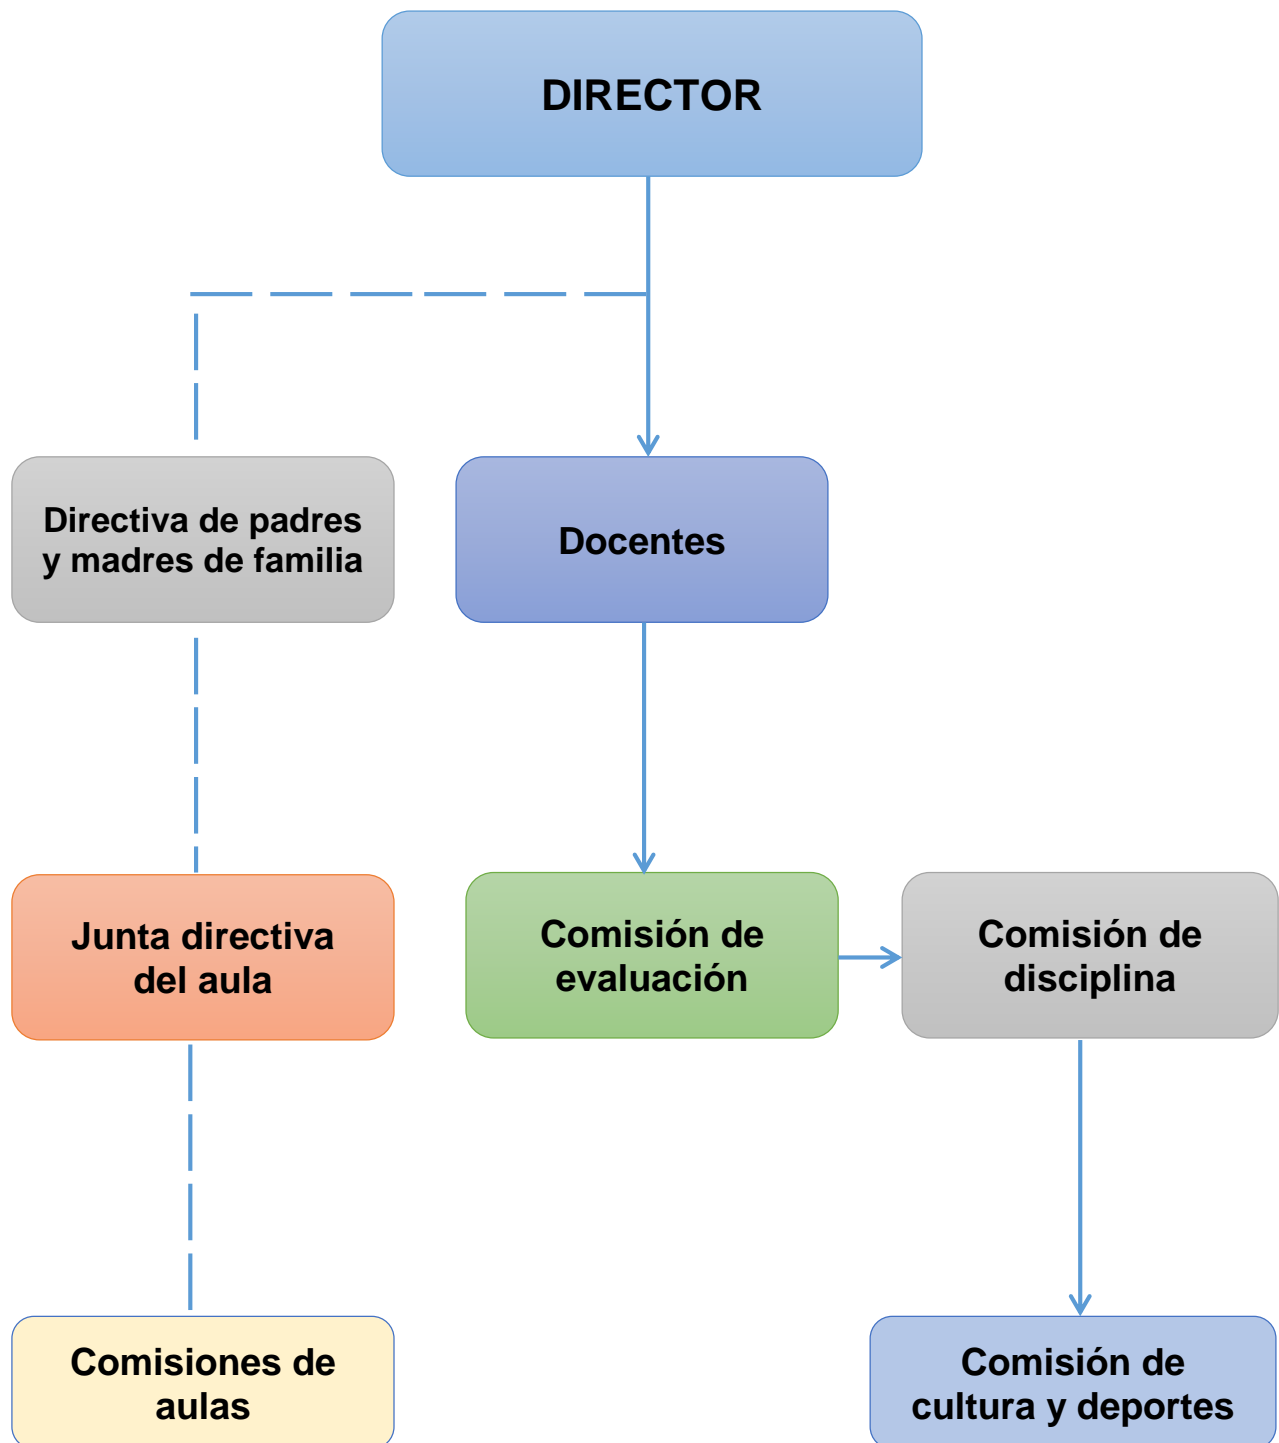 DIRECTOR
Directiva de padres
y madres de familia
Docentes
Junta directiva
del aula
Comisión de
evaluación
Comisión de
disciplina
Comisiones de
aulas
Comisión de
cultura y deportes